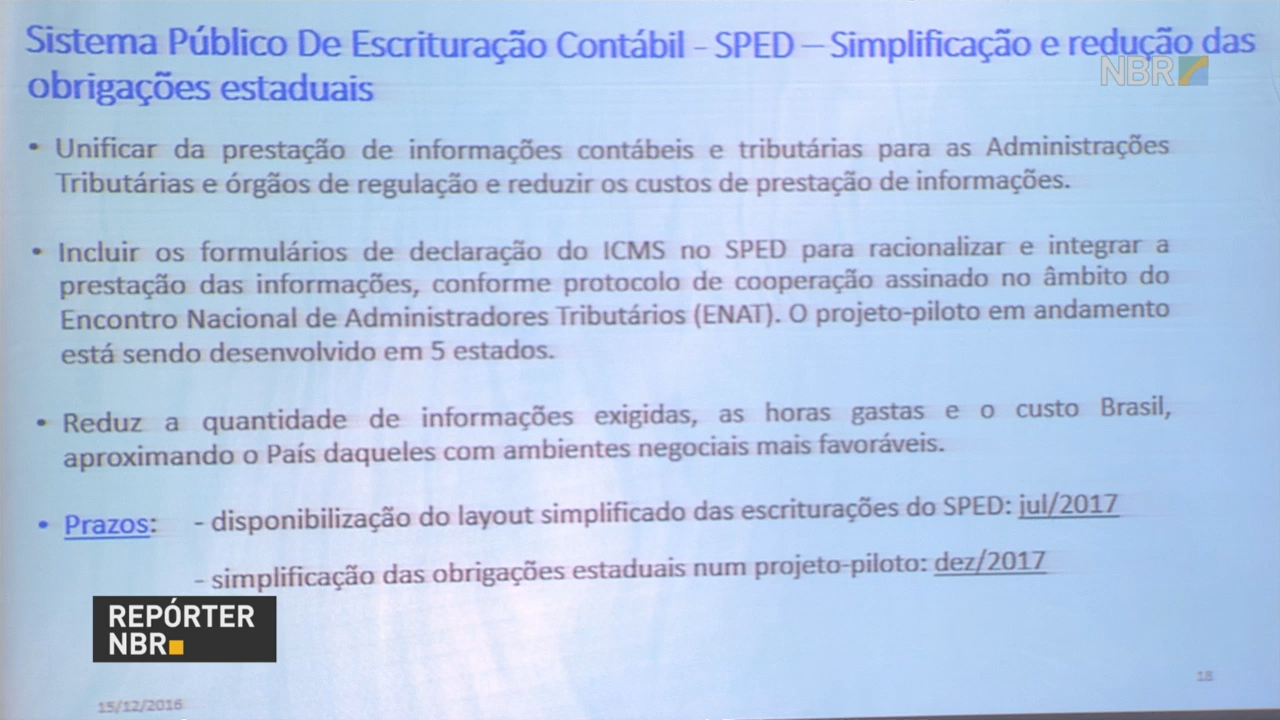 Sistema Público De Escrituração Contábil - SPED – Simplificação e redução das
obrigações estaduais
NBR
• Unificar da prestação de informações contábeis e tributárias para as Administrações
Tributárias e órgãos de regulação e reduzir os custos de prestação de informações.
• Incluir os formulários de declaração do ICMS no SPED para racionalizar e integrar a
prestação das informações, conforme protocolo de cooperação assinado no âmbito do
Encontro Nacional de Administradores Tributários (ENAT). O projeto-piloto em andamento
está sendo desenvolvido em 5 estados.
• Reduz a quantidade de informações exigidas, as horas gastas e o custo Brasil,
aproximando o País daqueles com ambientes negociais mais favoráveis.
• Prazos: - disponibilização do layout simplificado das escriturações do SPED: jul/2017
- simplificação das obrigações estaduais num projeto-piloto: dez/2017
REPÓRTER
NBR
18
15/12/2016